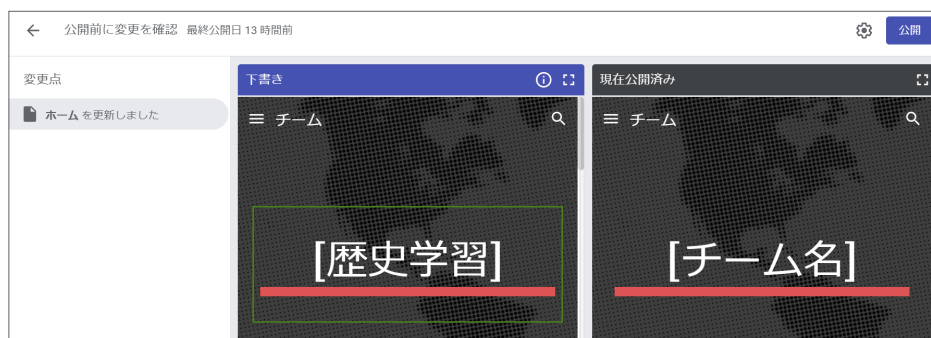 公開前に変更を確認 最終公開日 13 時間前
公開
変更点
ホーム を更新しました
下書き
チーム
[歴史学習]
現在公開済み
チーム
[チーム名]